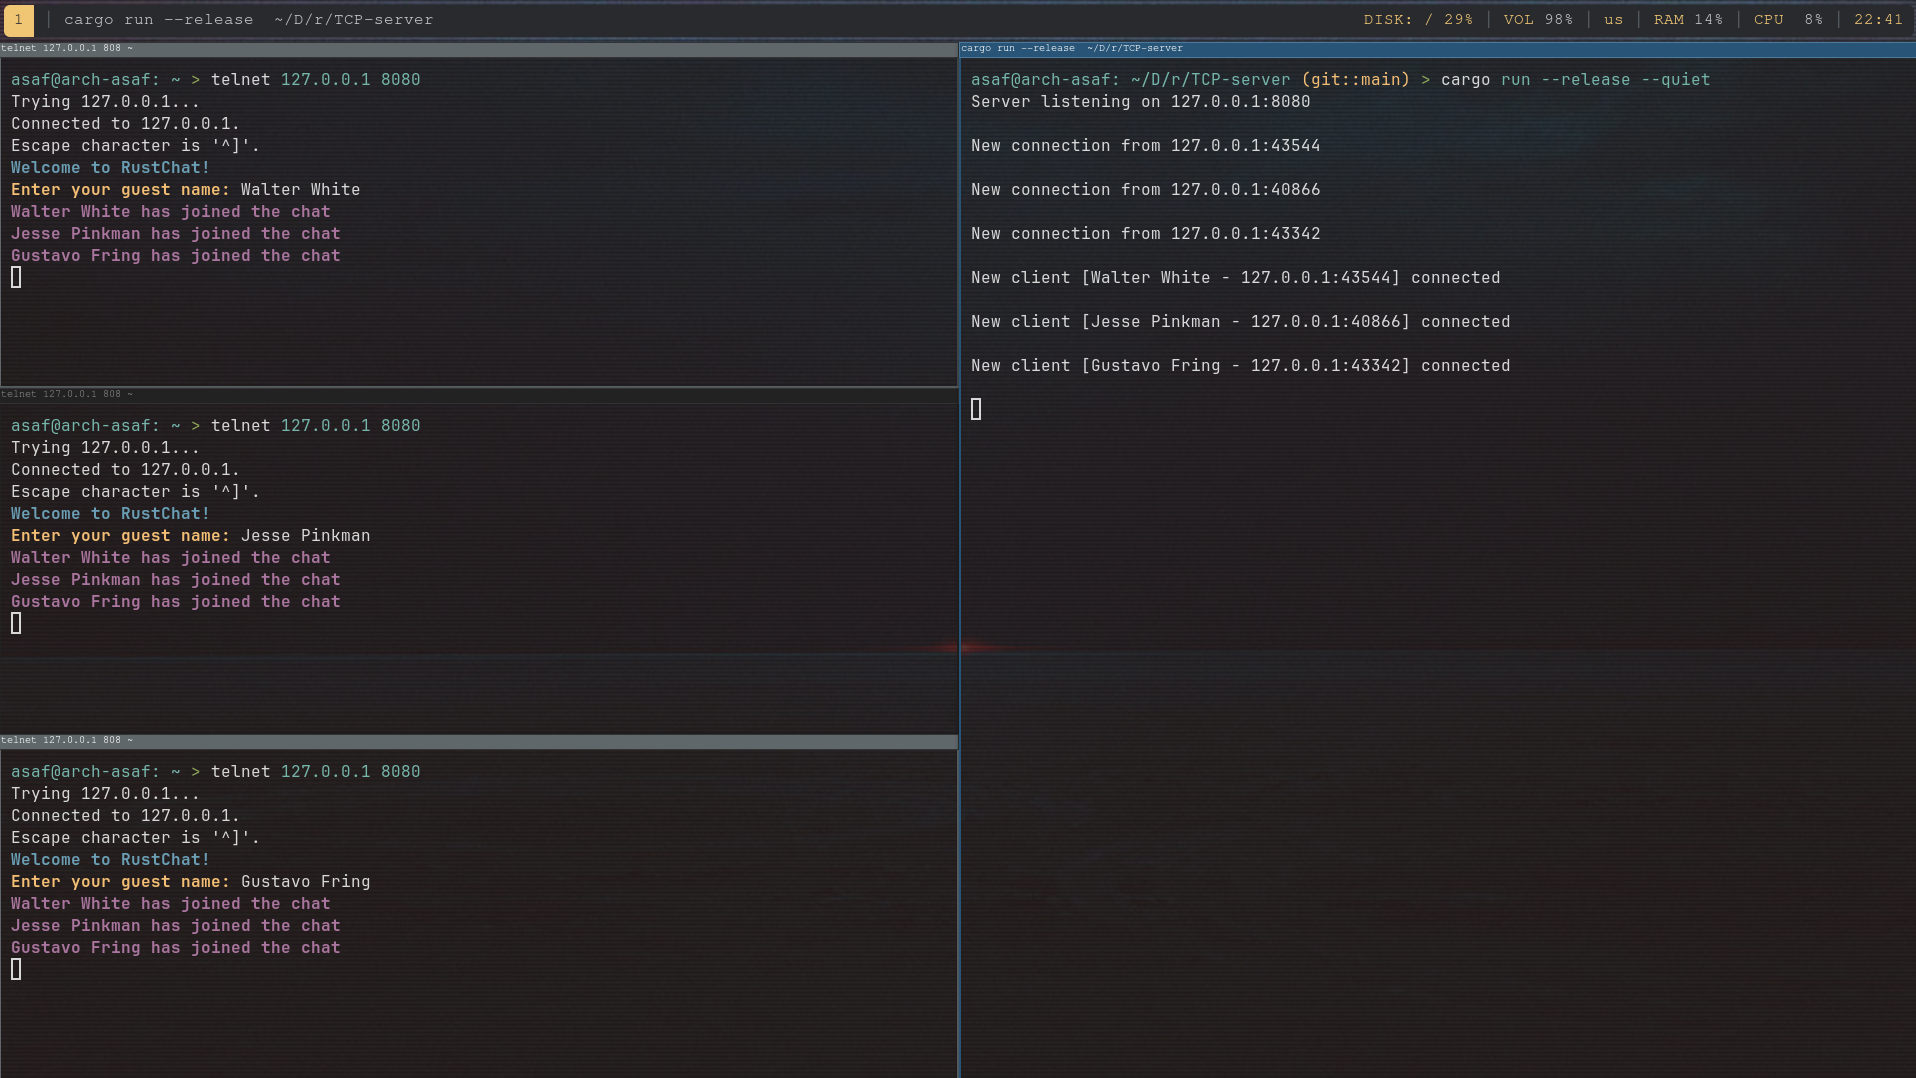 1 | cargo run --release ~/D/r/TCP-server DISK: / 29% | VOL 98% | us | RAM 14% | CPU 8% | 22:41
telnet 127.0.0.1 808 ~
asaf@arch-asaf: ~ > telnet 127.0.0.1 8080
Trying 127.0.0.1...
Connected to 127.0.0.1.
Escape character is '^]'.
Welcome to RustChat!
Enter your guest name: Walter White
Walter White has joined the chat
Jesse Pinkman has joined the chat
Gustavo Fring has joined the chat
telnet 127.0.0.1 808 ~
asaf@arch-asaf: ~ > telnet 127.0.0.1 8080
Trying 127.0.0.1...
Connected to 127.0.0.1.
Escape character is '^]'.
Welcome to RustChat!
Enter your guest name: Jesse Pinkman
Walter White has joined the chat
Jesse Pinkman has joined the chat
Gustavo Fring has joined the chat
telnet 127.0.0.1 808 ~
asaf@arch-asaf: ~ > telnet 127.0.0.1 8080
Trying 127.0.0.1...
Connected to 127.0.0.1.
Escape character is '^]'.
Welcome to RustChat!
Enter your guest name: Gustavo Fring
Walter White has joined the chat
Jesse Pinkman has joined the chat
Gustavo Fring has joined the chat
cargo run --release ~/D/r/TCP-server
asaf@arch-asaf: ~/D/r/TCP-server (git::main) > cargo run --release --quiet
Server listening on 127.0.0.1:8080
New connection from 127.0.0.1:43544
New connection from 127.0.0.1:40866
New connection from 127.0.0.1:43342
New client [Walter White - 127.0.0.1:43544] connected
New client [Jesse Pinkman - 127.0.0.1:40866] connected
New client [Gustavo Fring - 127.0.0.1:43342] connected